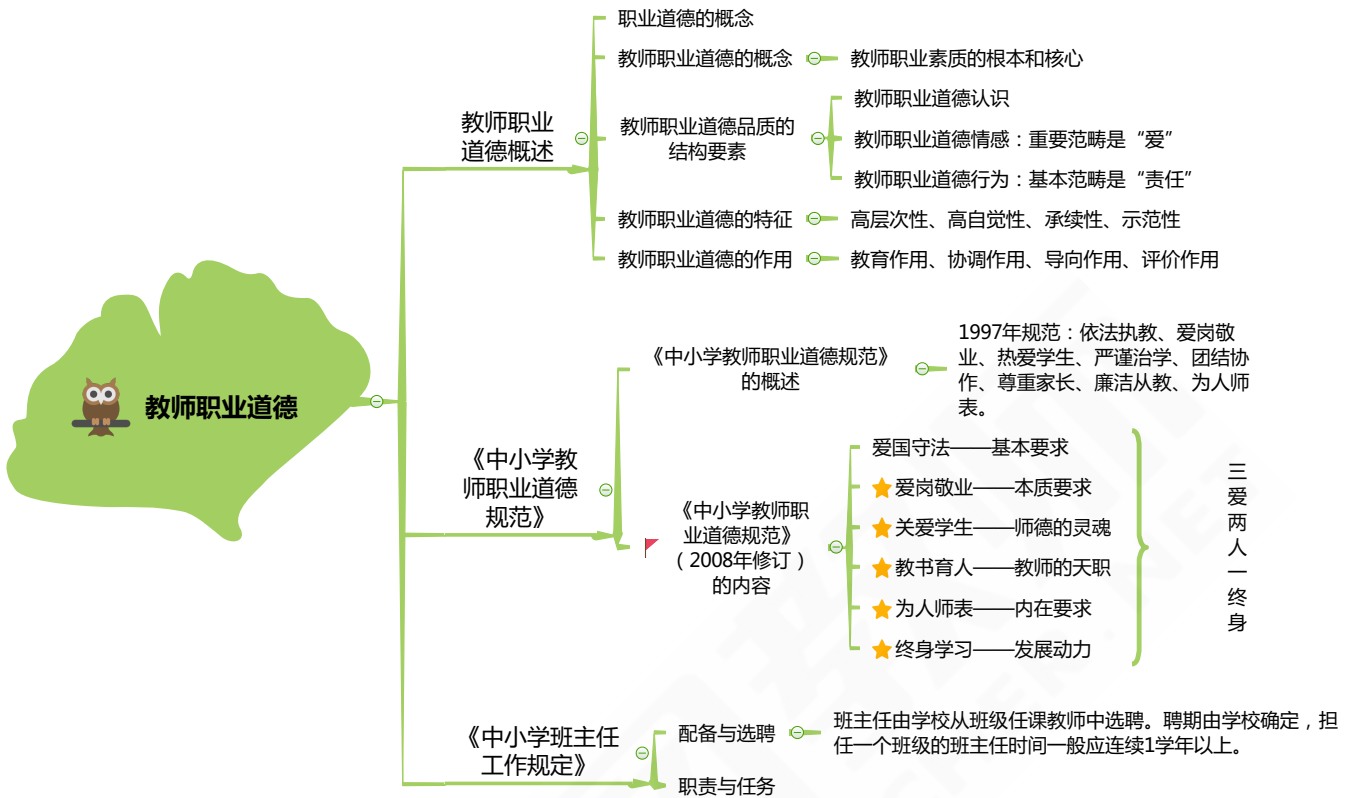 教师职业道德
教师职业
道德概述
职业道德的概念
教师职业道德的概念
教师职业素质的根本和核心
教师职业道德品质的
结构要素
教师职业道德认识
教师职业道德情感：重要范畴是“爱”
教师职业道德行为：基本范畴是“责任”
教师职业道德的特征
高层次性、高自觉性、承续性、示范性
教师职业道德的作用
教育作用、协调作用、导向作用、评价作用
《中小学教
师职业道德
规范》
《中小学教师职业道德规范》
的概述
1997年规范：依法执教、爱岗敬
业、热爱学生、严谨治学、团结协
作、尊重家长、廉洁从教、为人师
表。
《中小学教师职
业道德规范》
（2008年修订）
的内容
爱国守法——基本要求
爱岗敬业——本质要求
关爱学生——师德的灵魂
教书育人——教师的天职
为人师表——内在要求
终身学习——发展动力
三爱两人一终身
《中小学班主任
工作规定》
配备与选聘
班主任由学校从班级任课教师中选聘。聘期由学校确定，担
任一个班级的班主任时间一般应连续1学年以上。
职责与任务